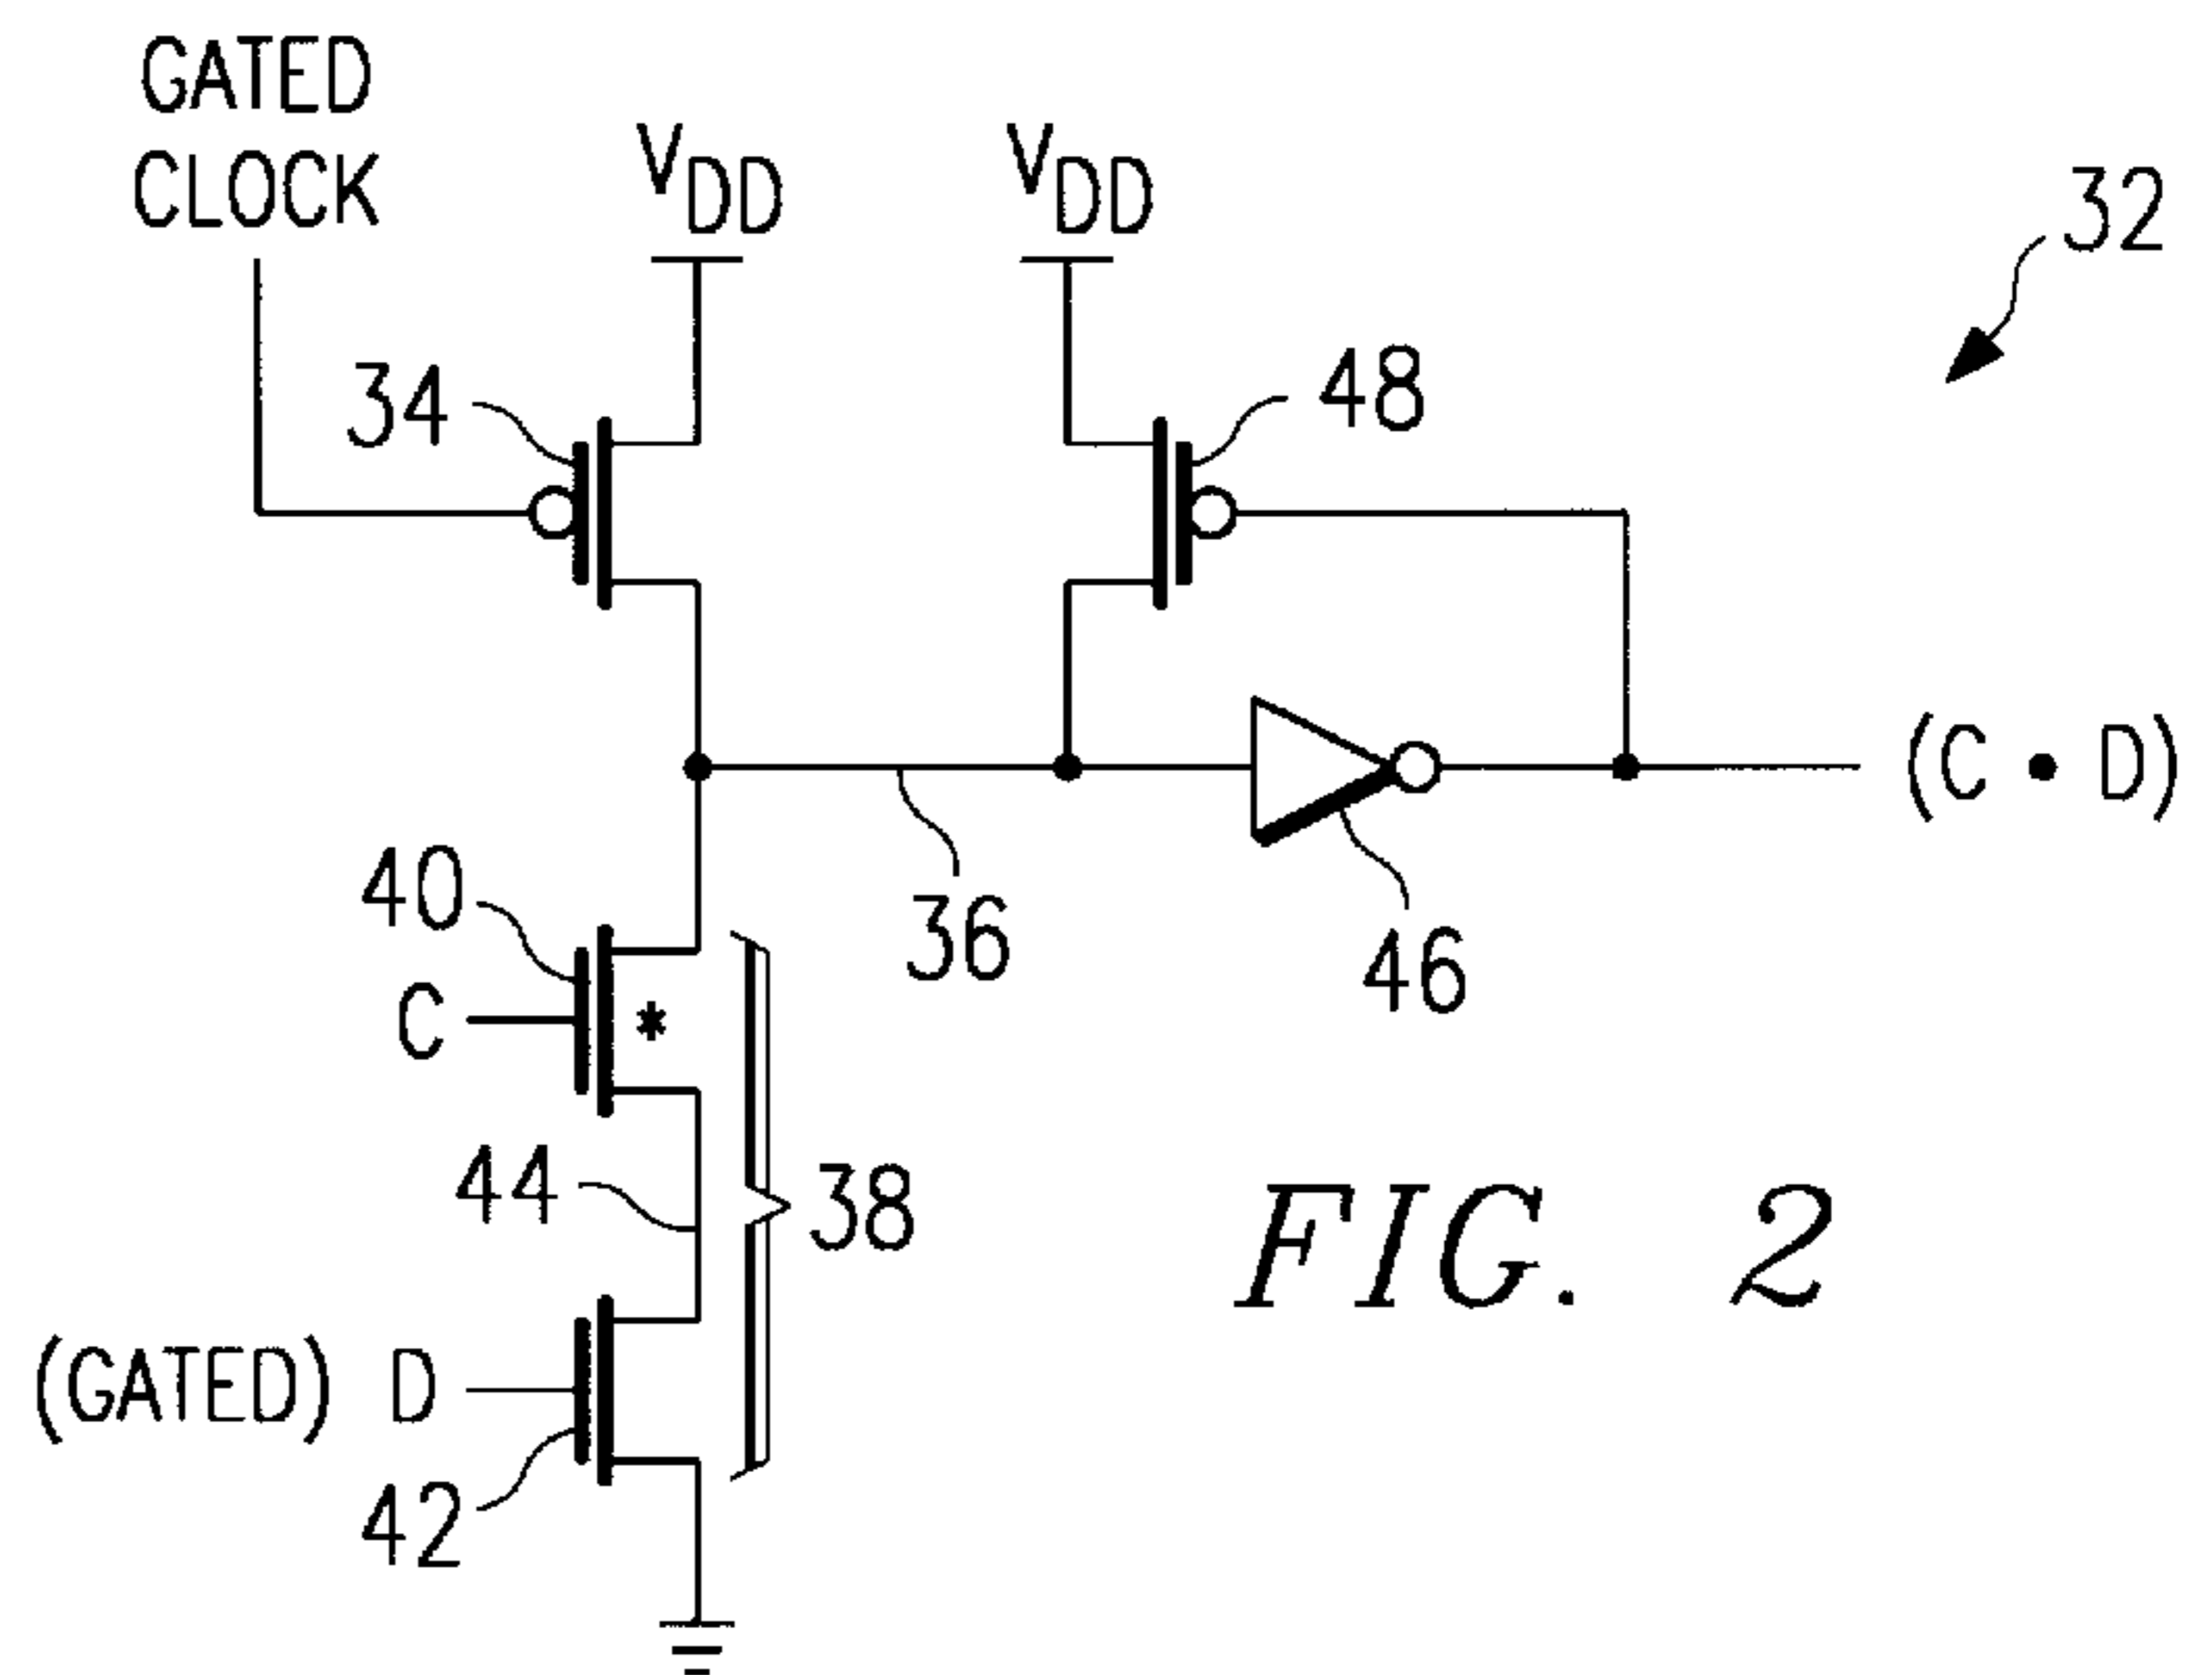 GATED
CLOCK
VDD
VDD
32
34
48
(C • D)
40
36
46
C
*
44
38
FIG. 2
(GATED) D
42